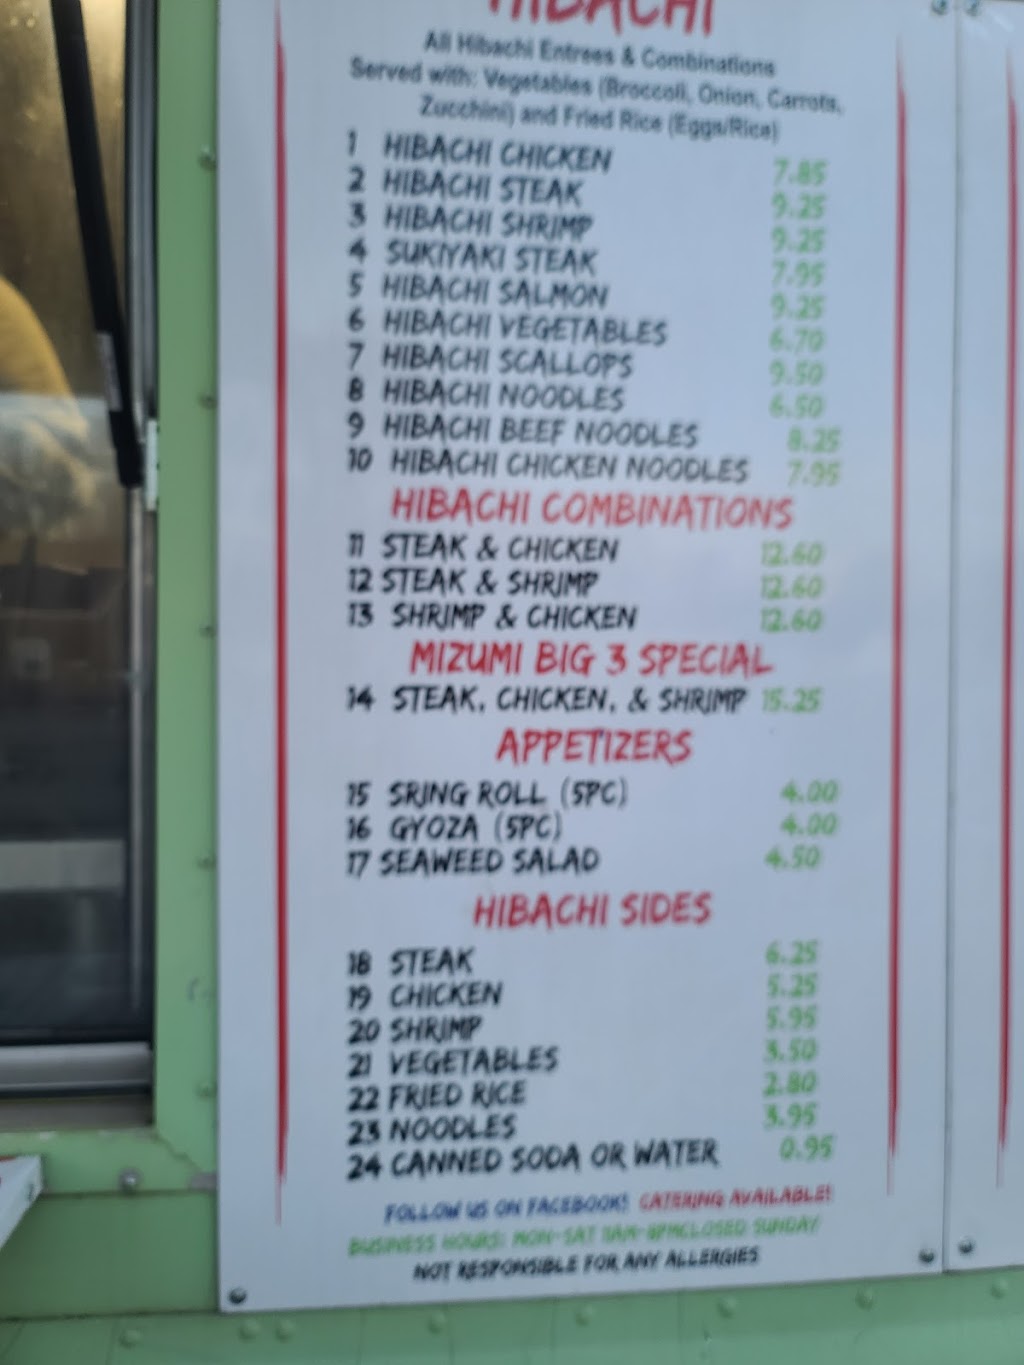 HIBACHI
All Hibachi Entrees & Combinations
Served with: Vegetables (Broccoli, Onion, Carrots,
Zucchini) and Fried Rice (Eggs/Rice)
1 HIBACHI CHICKEN 7.85
2 HIBACHI STEAK 9.25
3 HIBACHI SHRIMP 9.25
4 SUKIYAKI STEAK 7.95
5 HIBACHI SALMON 9.25
6 HIBACHI VEGETABLES 6.70
7 HIBACHI SCALLOPS 9.50
8 HIBACHI NOODLES 6.50
9 HIBACHI BEEF NOODLES 8.25
10 HIBACHI CHICKEN NOODLES 7.95
HIBACHI COMBINATIONS
11 STEAK & CHICKEN 12.60
12 STEAK & SHRIMP 12.60
13 SHRIMP & CHICKEN 12.60
MIZUMI BIG 3 SPECIAL
14 STEAK, CHICKEN, & SHRIMP 15.25
APPETIZERS
15 SRING ROLL (5PC) 4.00
16 GYOZA (5PC) 4.00
17 SEAWEED SALAD 4.50
HIBACHI SIDES
18 STEAK 6.25
19 CHICKEN 5.25
20 SHRIMP 5.95
21 VEGETABLES 3.50
22 FRIED RICE 2.80
23 NOODLES 3.95
24 CANNED SODA OR WATER 0.95
FOLLOW US ON FACEBOOK! CATERING AVAILABLE!
BUSINESS HOURS: MON-SAT 11AM-8PMCLOSED SUNDAY
NOT RESPONSIBLE FOR ANY ALLERGIES